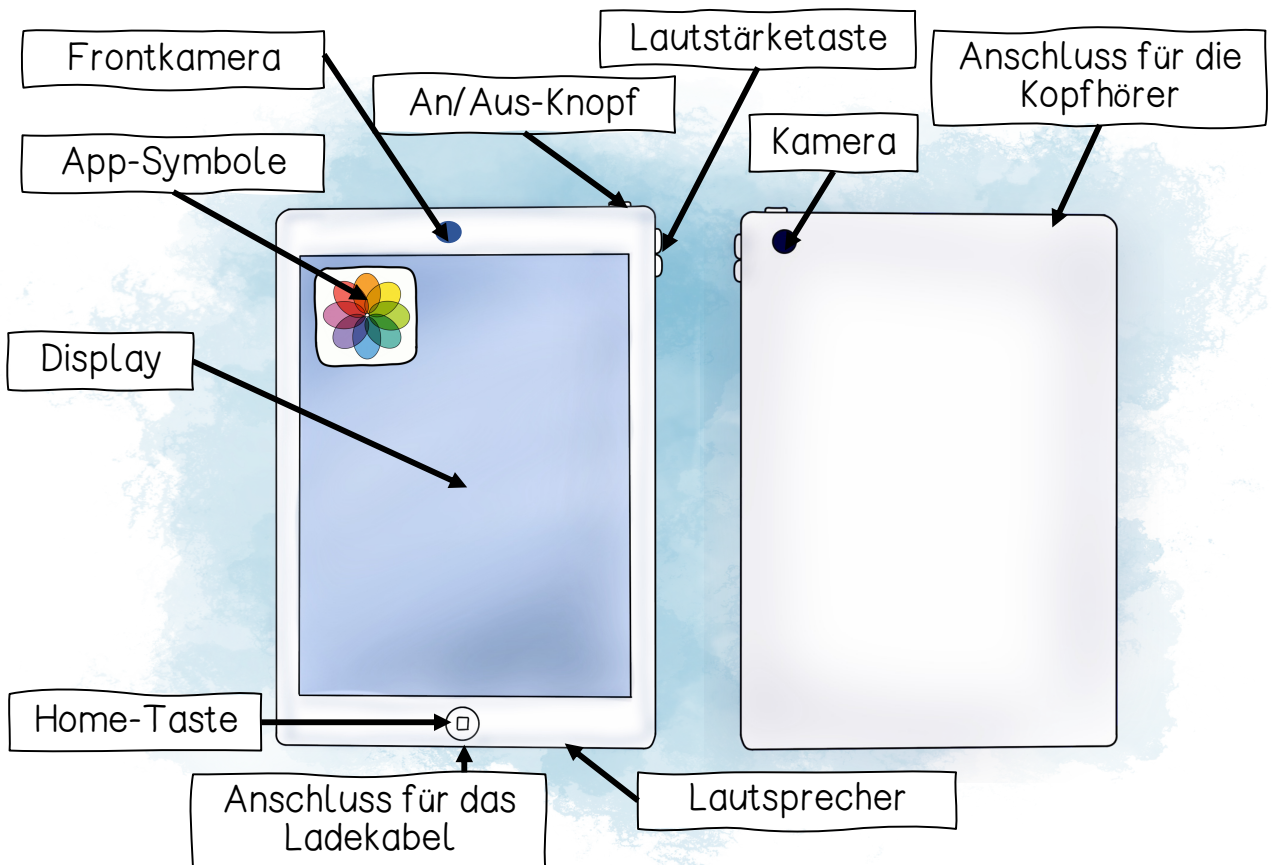 Frontkamera
Lautstärketaste
Anschluss für die
Kopfhörer
An/Aus-Knopf
App-Symbole
Kamera
Display
Home-Taste
Anschluss für das
Ladekabel
Lautsprecher